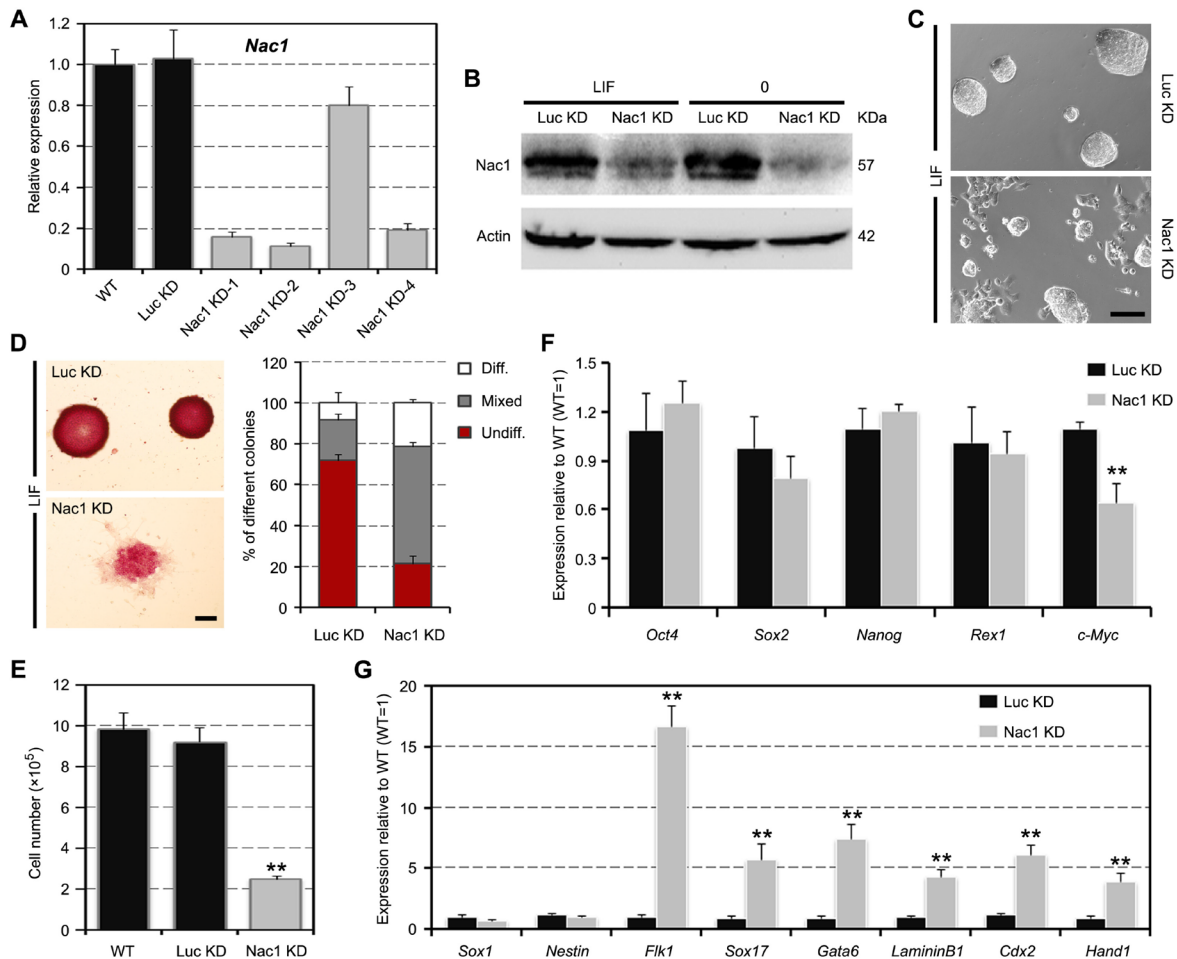 A
Nac1
Relative expression
1.2
1.0
0.8
0.6
0.4
0.2
0
WT
Luc KD
Nac1 KD-1
Nac1 KD-2
Nac1 KD-3
Nac1 KD-4
B
LIF
0
Luc KD Nac1 KD Luc KD Nac1 KD KDa
Nac1
57
Actin
42
C
LIF
Luc KD
Nac1 KD
D
LIF
Luc KD
Nac1 KD
% of different colonies
120
100
80
60
40
20
0
Luc KD Nac1 KD
Diff.
Mixed
Undiff.
E
Cell number (×10⁵)
12
10
8
6
4
2
0
**
WT Luc KD Nac1 KD
F
Expression relative to WT (WT=1)
1.5
1.2
0.9
0.6
0.3
0
Luc KD
Nac1 KD
**
Oct4 Sox2 Nanog Rex1 c-Myc
G
Expression relative to WT (WT=1)
20
15
10
5
0
Luc KD
Nac1 KD
** ** ** ** ** **
Sox1 Nestin Flk1 Sox17 Gata6 LamininB1 Cdx2 Hand1